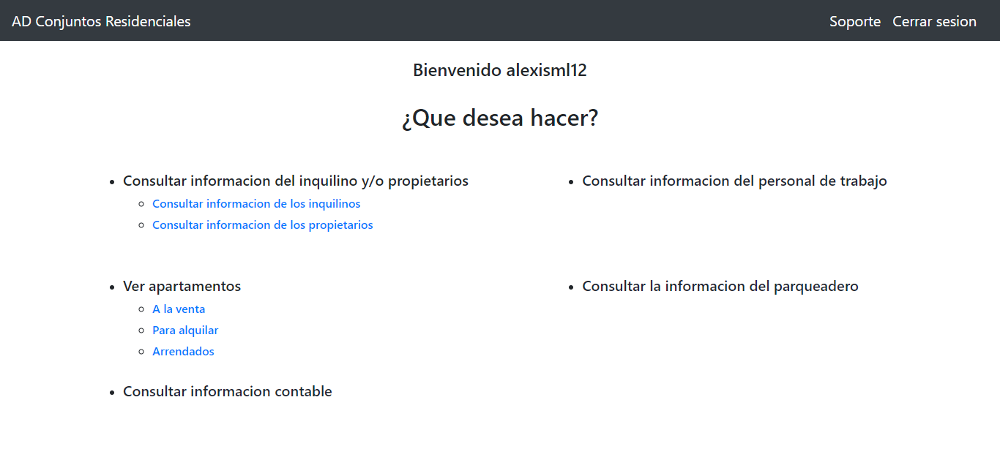 AD Conjuntos Residenciales
Soporte Cerrar sesion
Bienvenido alexisml12
¿Que desea hacer?
Consultar informacion del inquilino y/o propietarios
Consultar informacion de los inquilinos
Consultar informacion de los propietarios
Consultar informacion del personal de trabajo
Ver apartamentos
A la venta
Para alquilar
Arrendados
Consultar la informacion del parqueadero
Consultar informacion contable